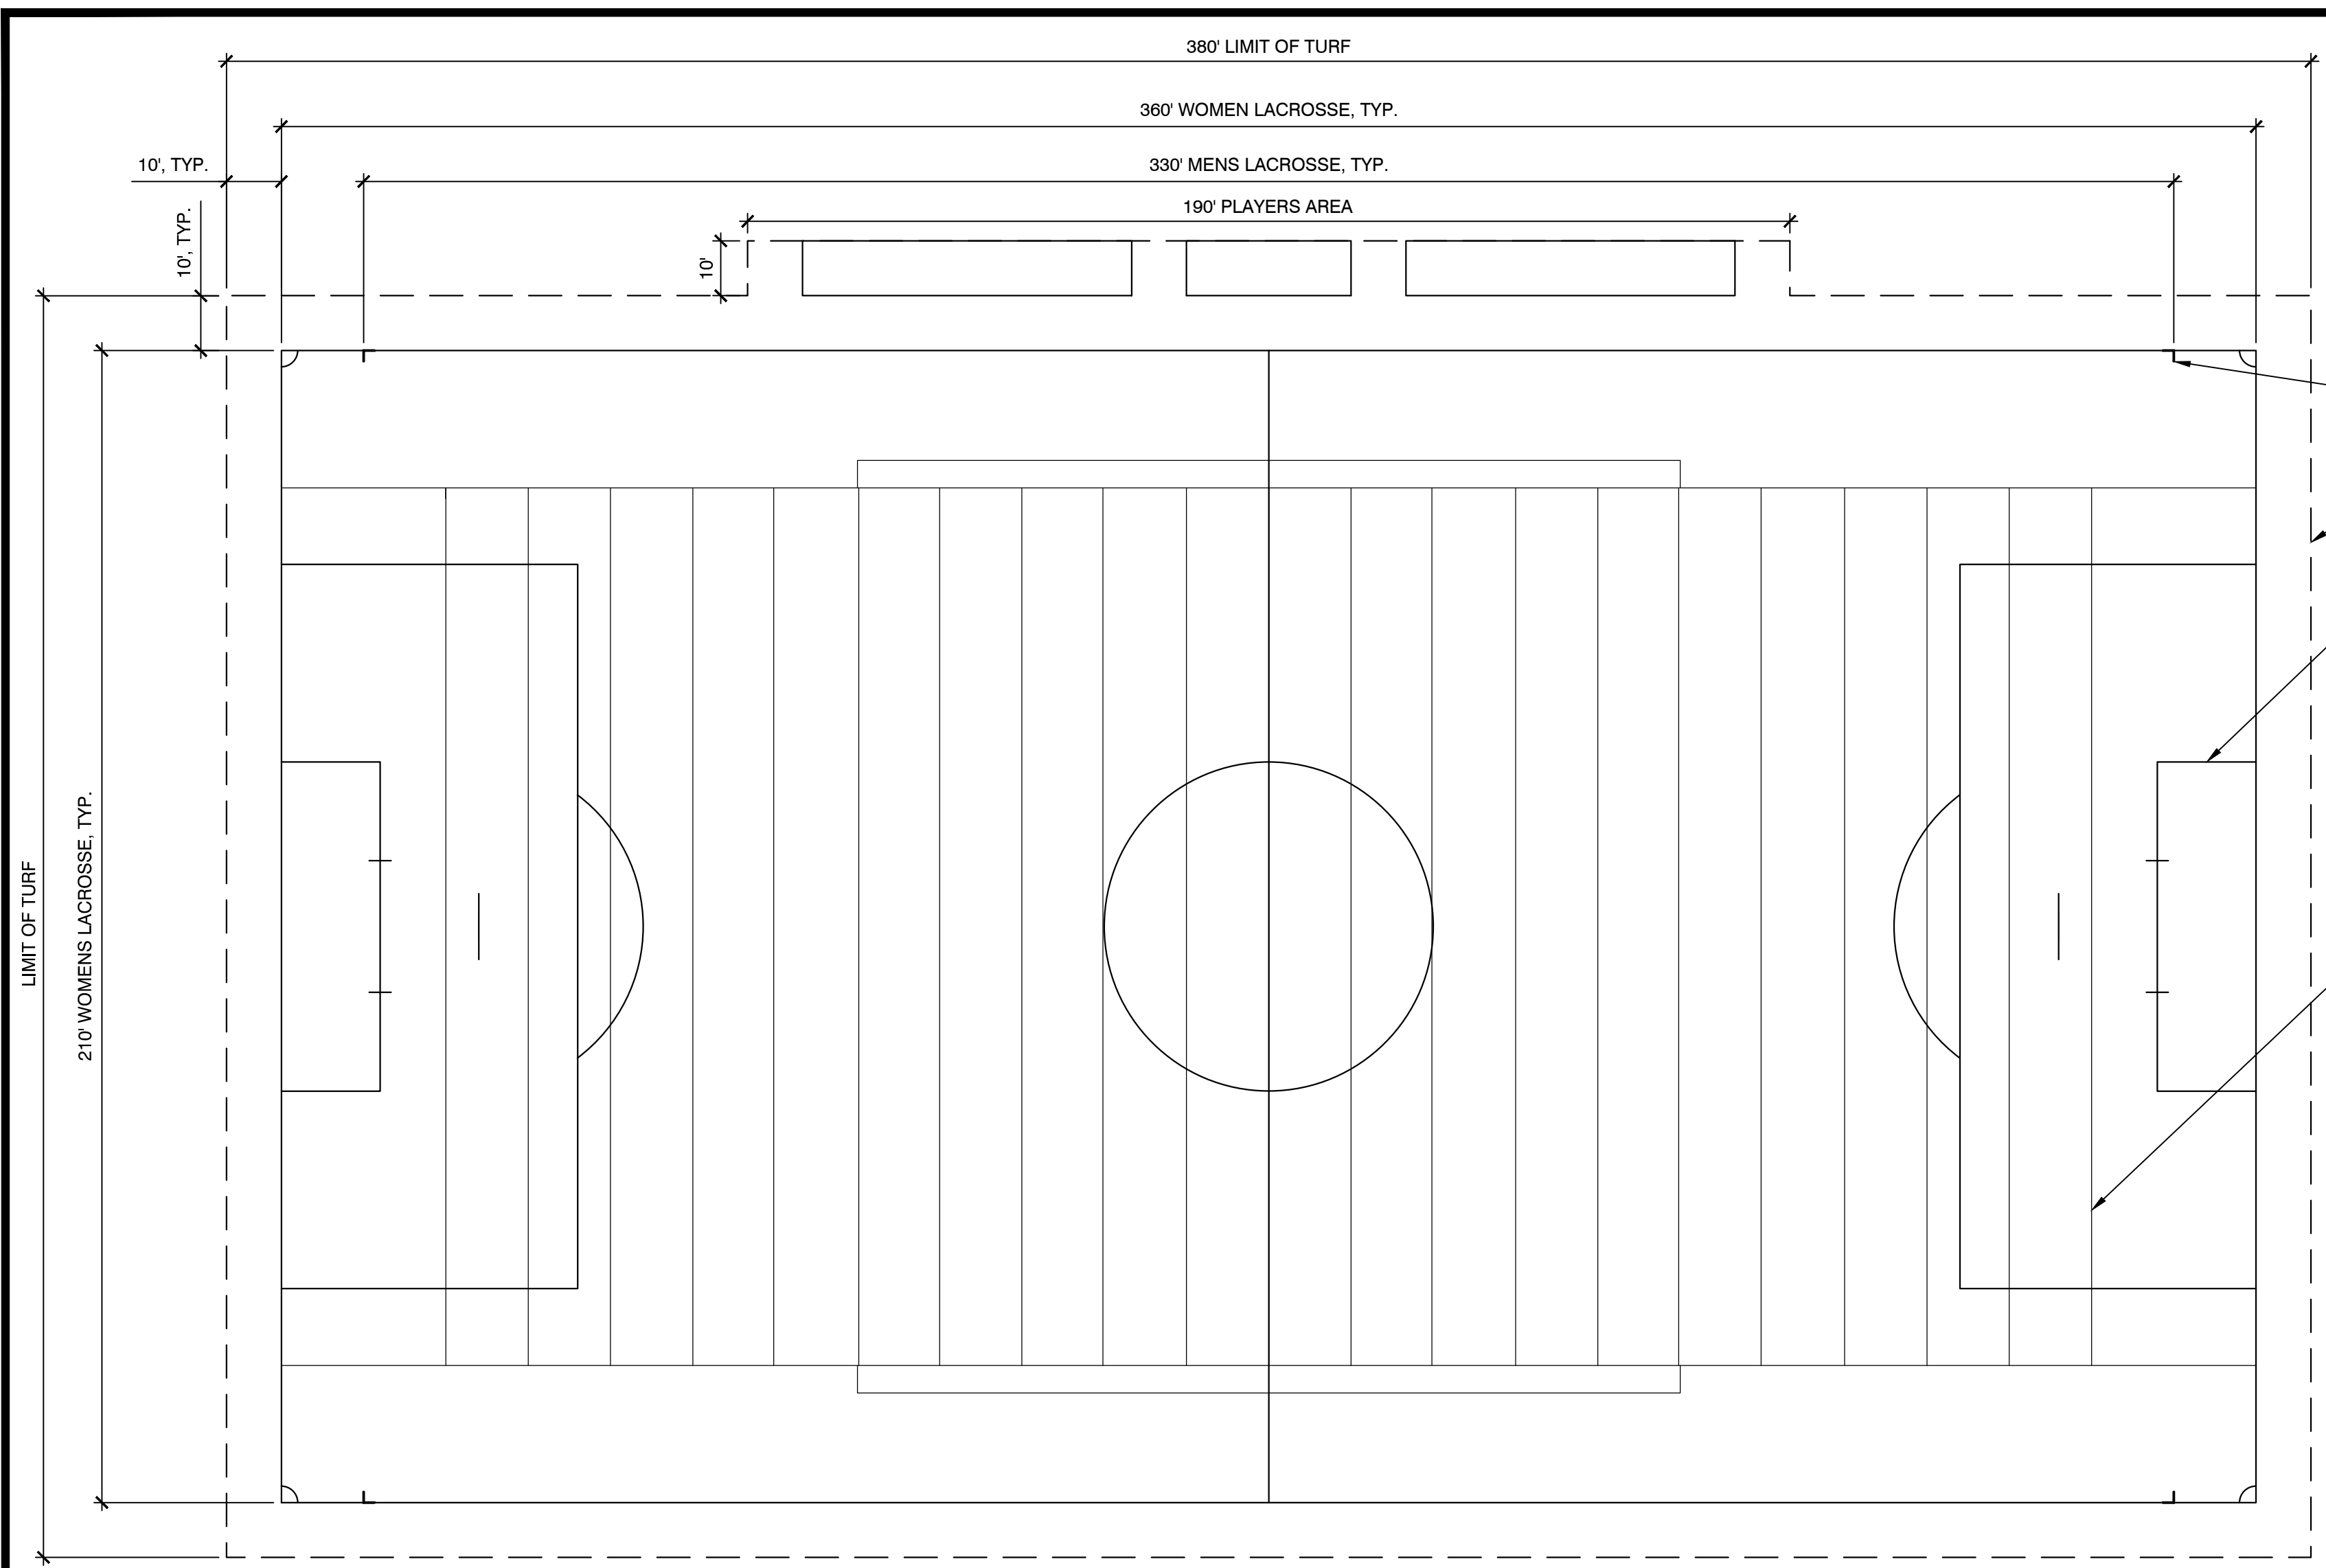 380' LIMIT OF TURF
360' WOMEN LACROSSE, TYP.
10', TYP.
330' MENS LACROSSE, TYP.
190' PLAYERS AREA
10', TYP.
10'
LIMIT OF TURF
210' WOMENS LACROSSE, TYP.